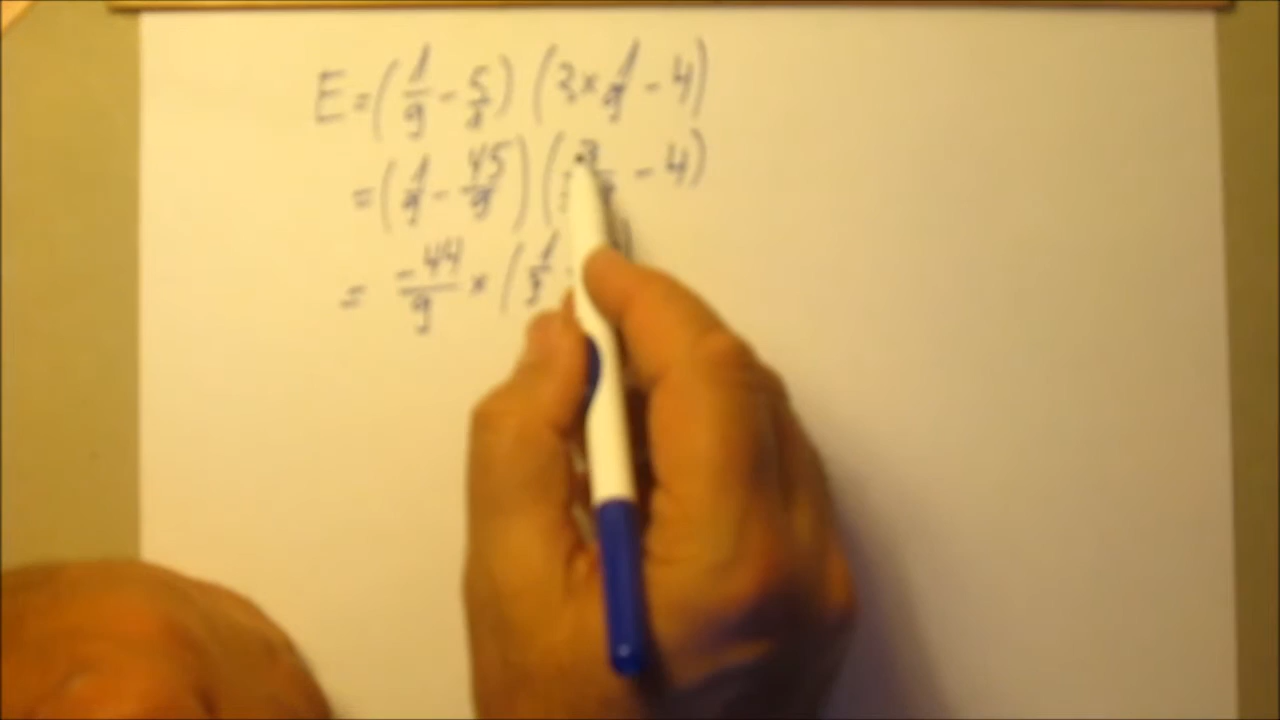 E = (1/9 - 5/1) (3 × 1/9 - 4)
= (1/9 - 45/9) (3/ - 4)
= -44/9 × (1/